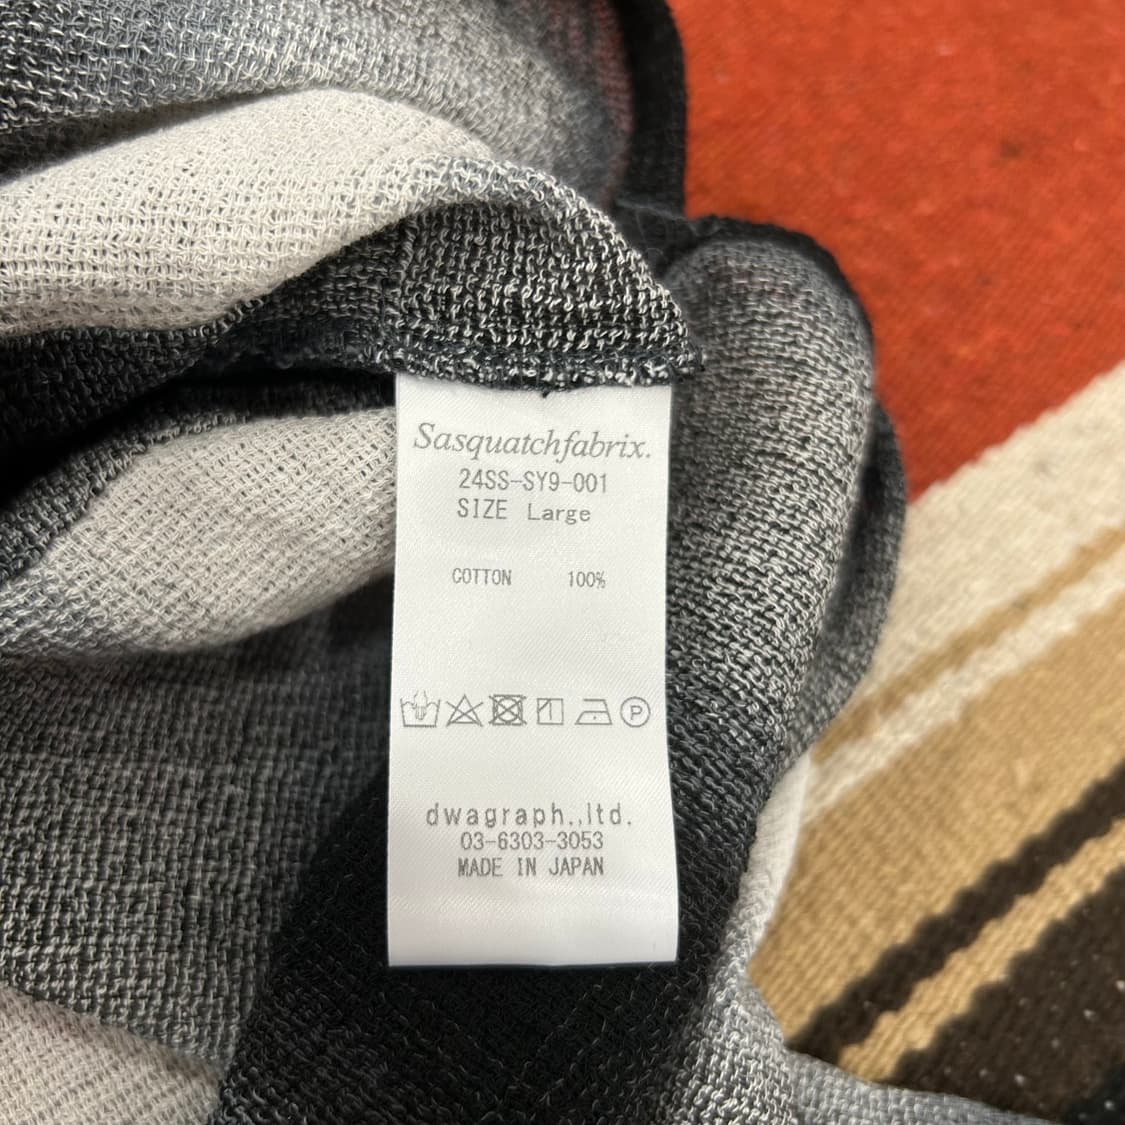 Sasquatchfabrix.
24SS-SY9-001
SIZE Large
COTTON 100%
P
dwagraph.,ltd.
03-6303-3053
MADE IN JAPAN